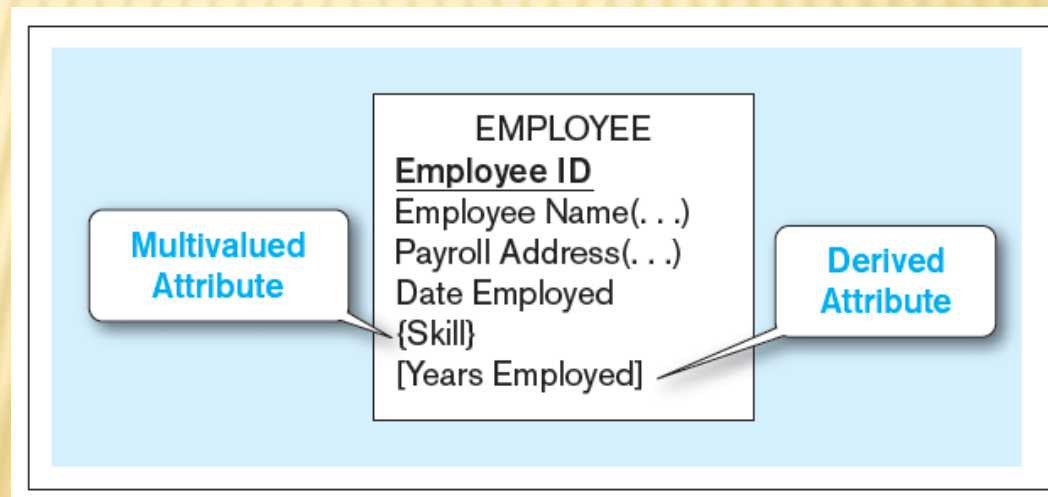 EMPLOYEE
Employee ID
Employee Name(. . .)
Payroll Address(. . .)
Date Employed
{Skill}
[Years Employed]
Multivalued
Attribute
Derived
Attribute